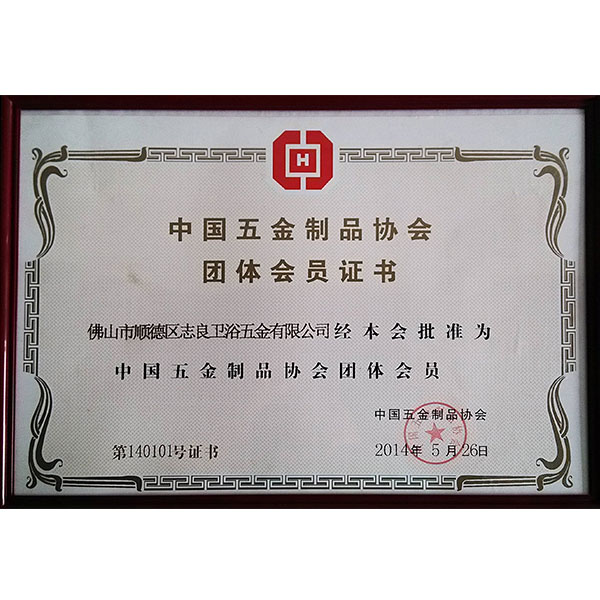 H
中国五金制品协会
团体会员证书
佛山市顺德区志良卫浴五金有限公司经本会批准为
中国五金制品协会团体会员
中国五金制品协会
第140101号证书
2014年5月26日